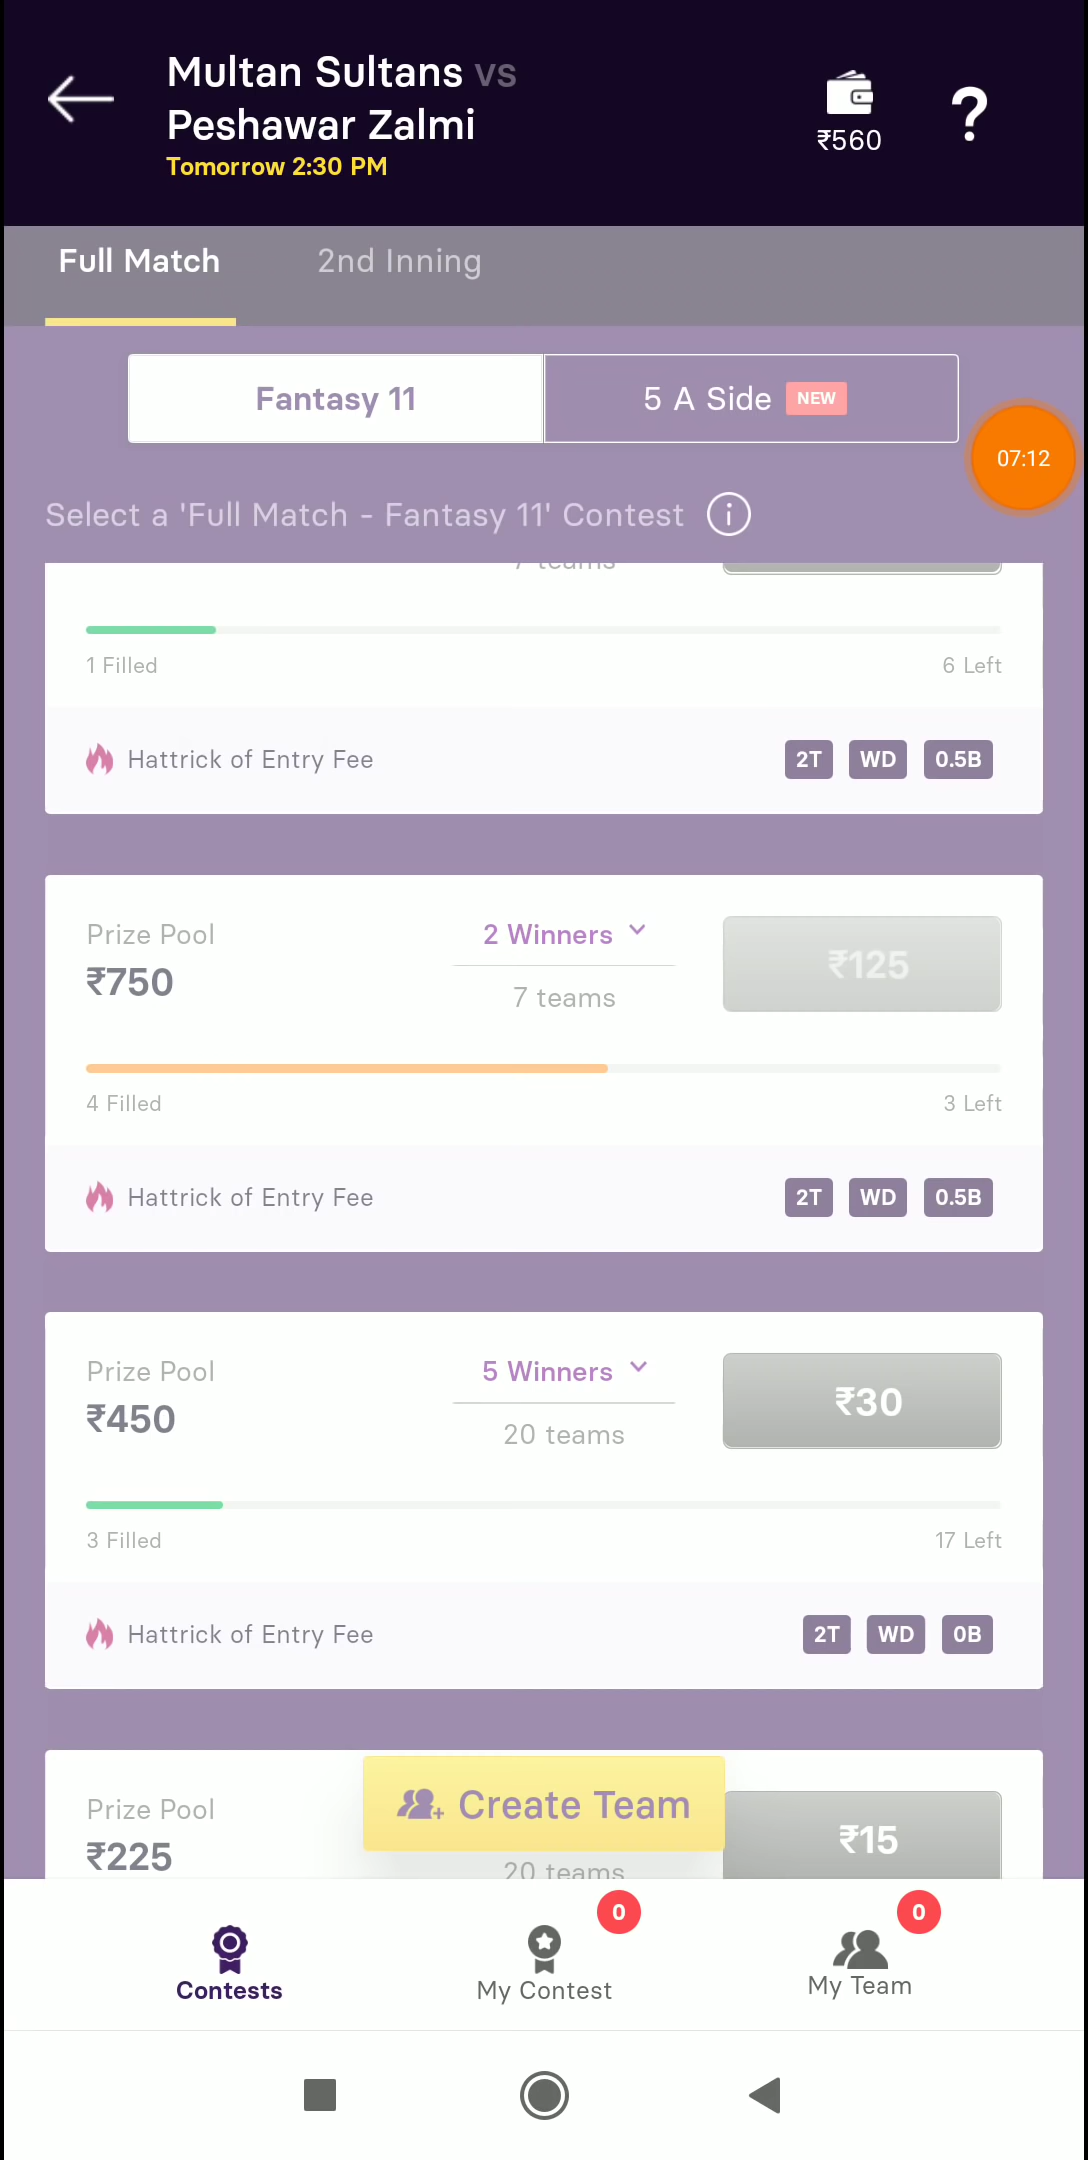 Multan Sultans vs
Peshawar Zalmi
Tomorrow 2:30 PM
₹560
?
Full Match
2nd Inning
Fantasy 11
5 A Side NEW
07:12
Select a 'Full Match - Fantasy 11' Contest
7 teams
1 Filled
6 Left
Hattrick of Entry Fee
2T WD 0.5B
Prize Pool
₹750
2 Winners
7 teams
₹125
4 Filled
3 Left
Hattrick of Entry Fee
2T WD 0.5B
Prize Pool
₹450
5 Winners
20 teams
₹30
3 Filled
17 Left
Hattrick of Entry Fee
2T WD 0B
Prize Pool
₹225
Create Team
20 teams
₹15
Contests
0
My Contest
0
My Team